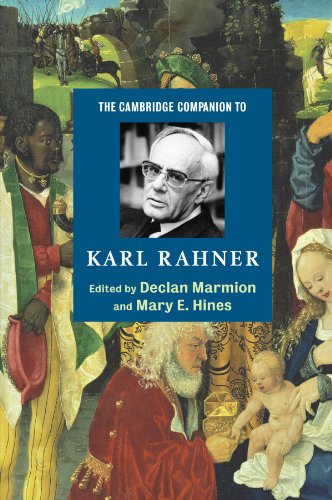 THE CAMBRIDGE COMPANION TO
KARL RAHNER
Edited by Declan Marmion
and Mary E. Hines